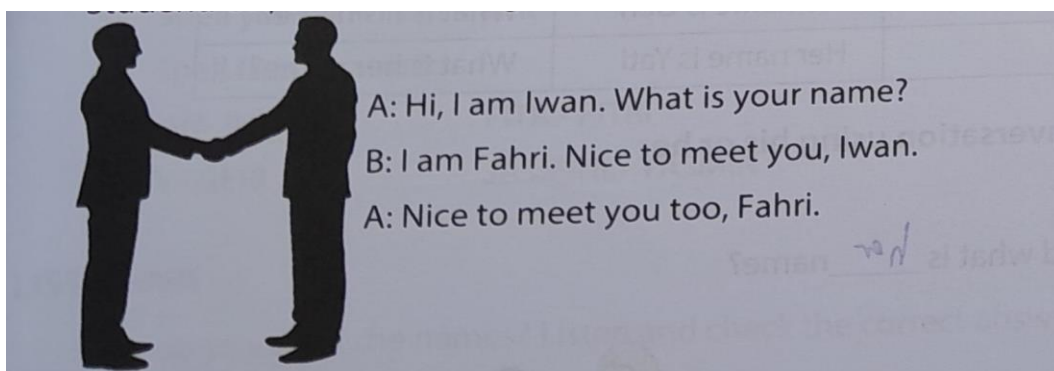 A: Hi, I am Iwan. What is your name?
B: I am Fahri. Nice to meet you, Iwan.
A: Nice to meet you too, Fahri.